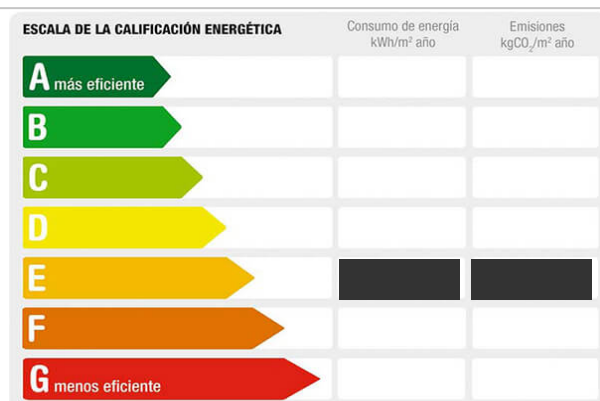 ESCALA DE LA CALIFICACIÓN ENERGÉTICA
Consumo de energía
kWh/m² año
Emisiones
kgCO₂/m² año
A más eficiente
B
C
D
E
F
G menos eficiente